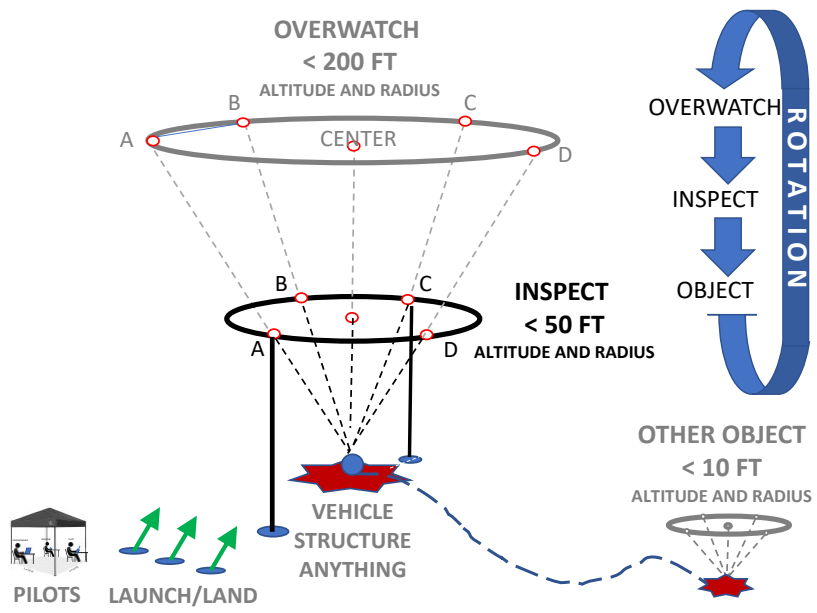 OVERWATCH
< 200 FT
ALTITUDE AND RADIUS
A
B
C
D
CENTER
B
C
A
D
INSPECT
< 50 FT
ALTITUDE AND RADIUS
OVERWATCH
INSPECT
OBJECT
ROTATION
OTHER OBJECT
< 10 FT
ALTITUDE AND RADIUS
VEHICLE
STRUCTURE
ANYTHING
PILOTS
LAUNCH/LAND